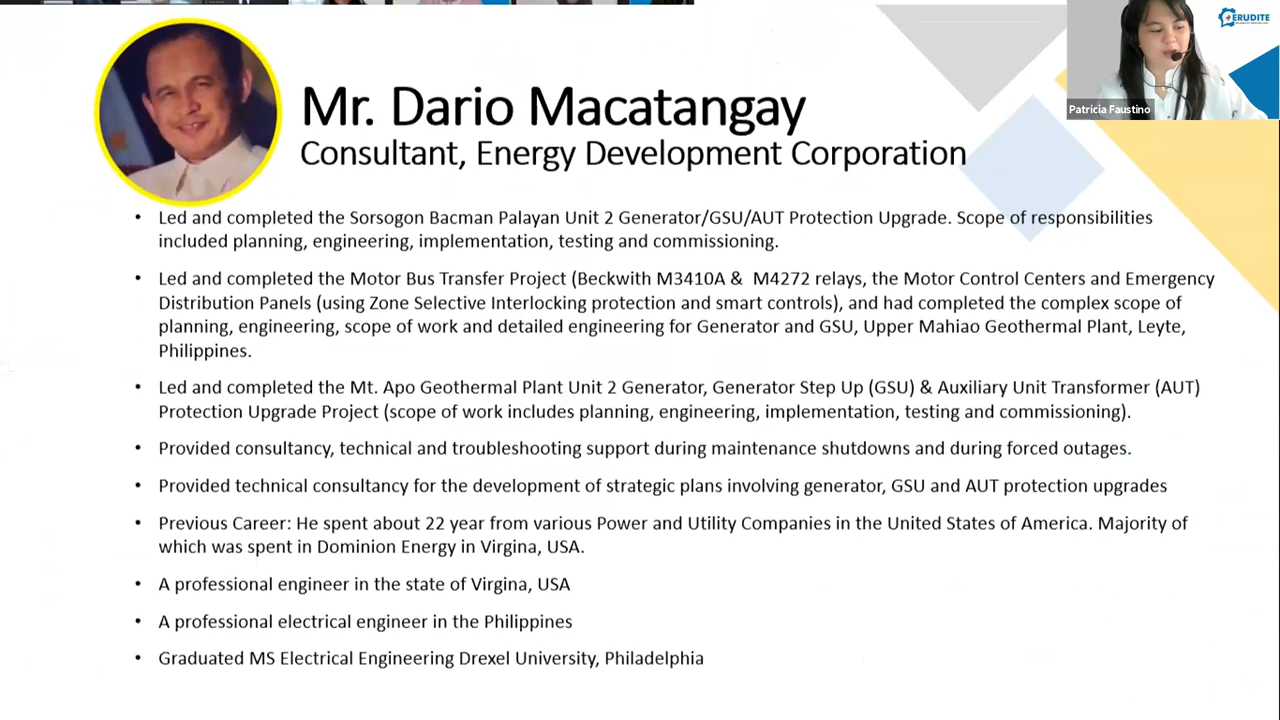 ERUDITE
Patricia Faustino
Mr. Dario Macatangay
Consultant, Energy Development Corporation
• Led and completed the Sorsogon Bacman Palayan Unit 2 Generator/GSU/AUT Protection Upgrade. Scope of responsibilities
included planning, engineering, implementation, testing and commissioning.
• Led and completed the Motor Bus Transfer Project (Beckwith M3410A &  M4272 relays, the Motor Control Centers and Emergency
Distribution Panels (using Zone Selective Interlocking protection and smart controls), and had completed the complex scope of
planning, engineering, scope of work and detailed engineering for Generator and GSU, Upper Mahiao Geothermal Plant, Leyte,
Philippines.
• Led and completed the Mt. Apo Geothermal Plant Unit 2 Generator, Generator Step Up (GSU) & Auxiliary Unit Transformer (AUT)
Protection Upgrade Project (scope of work includes planning, engineering, implementation, testing and commissioning).
• Provided consultancy, technical and troubleshooting support during maintenance shutdowns and during forced outages.
• Provided technical consultancy for the development of strategic plans involving generator, GSU and AUT protection upgrades
• Previous Career: He spent about 22 year from various Power and Utility Companies in the United States of America. Majority of
which was spent in Dominion Energy in Virgina, USA.
• A professional engineer in the state of Virgina, USA
• A professional electrical engineer in the Philippines
• Graduated MS Electrical Engineering Drexel University, Philadelphia